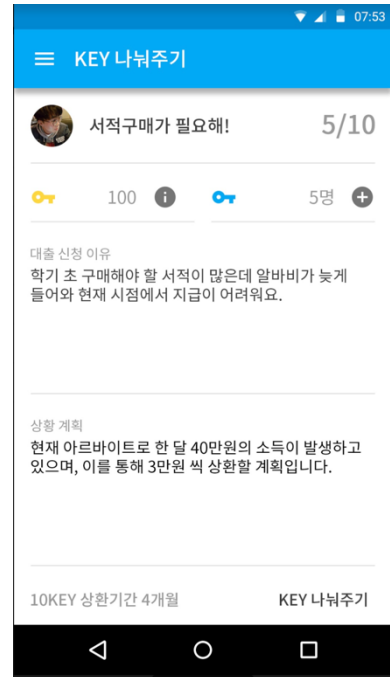 07:53
KEY 나눠주기
서적구매가 필요해!
5/10
100
5명
대출 신청 이유
학기 초 구매해야 할 서적이 많은데 알바비가 늦게
들어와 현재 시점에서 지급이 어려워요.
상황 계획
현재 아르바이트로 한 달 40만원의 소득이 발생하고
있으며, 이를 통해 3만원 씩 상환할 계획입니다.
10KEY 상환기간 4개월
KEY 나눠주기